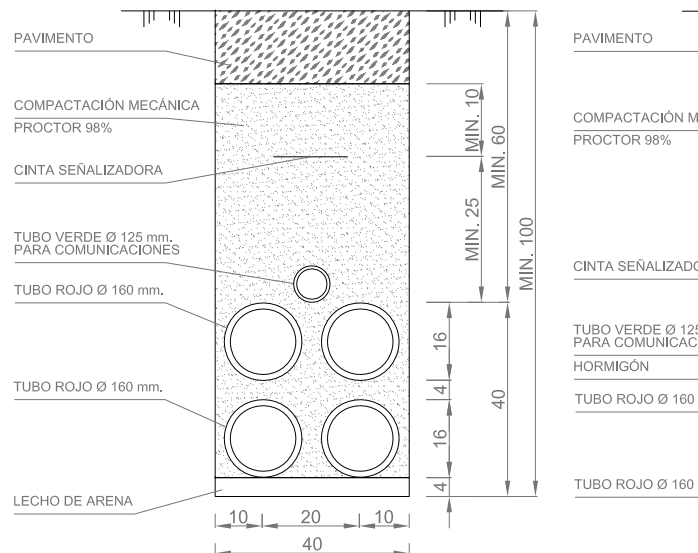 PAVIMENTO
COMPACTACIÓN MECÁNICA
PROCTOR 98%
CINTA SEÑALIZADORA
TUBO VERDE Ø 125 mm.
PARA COMUNICACIONES
TUBO ROJO Ø 160 mm.
TUBO ROJO Ø 160 mm.
LECHO DE ARENA
MIN. 10
MIN. 25
MIN. 60
MIN. 100
16
4
16
4
40
10
20
10
40
PAVIMENTO
COMPACTACIÓN M
PROCTOR 98%
CINTA SEÑALIZADO
TUBO VERDE Ø 125
PARA COMUNICAC
HORMIGÓN
TUBO ROJO Ø 160
TUBO ROJO Ø 160